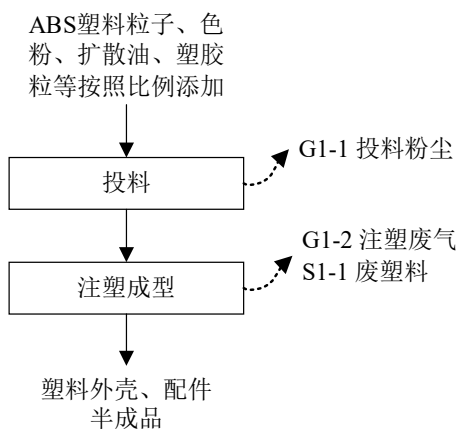 ABS塑料粒子、色
粉、扩散油、塑胶
粒等按照比例添加
G1-1 投料粉尘
投料
G1-2 注塑废气
S1-1 废塑料
注塑成型
塑料外壳、配件
半成品